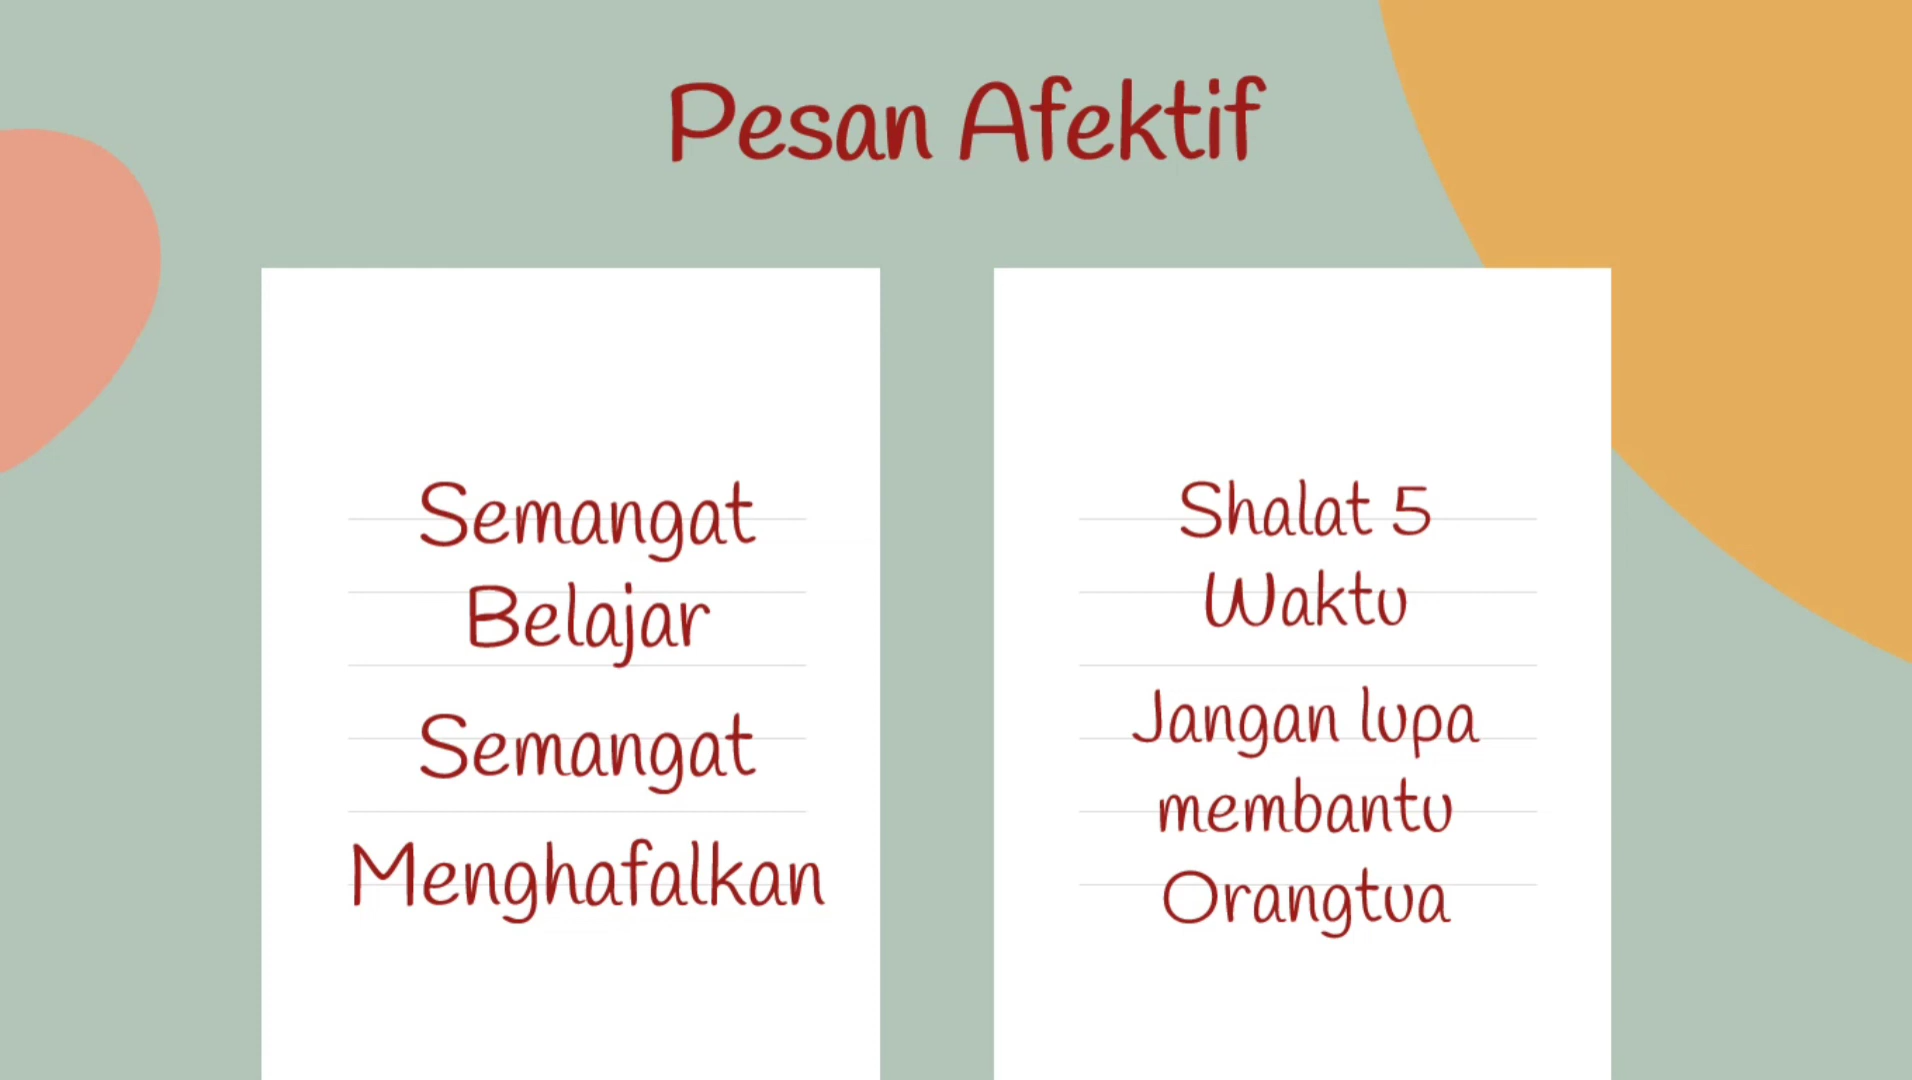 Pesan Afektif
Semangat
Belajar
Semangat
Menghafalkan
Shalat 5
Waktu
Jangan lupa
membantu
Orangtua